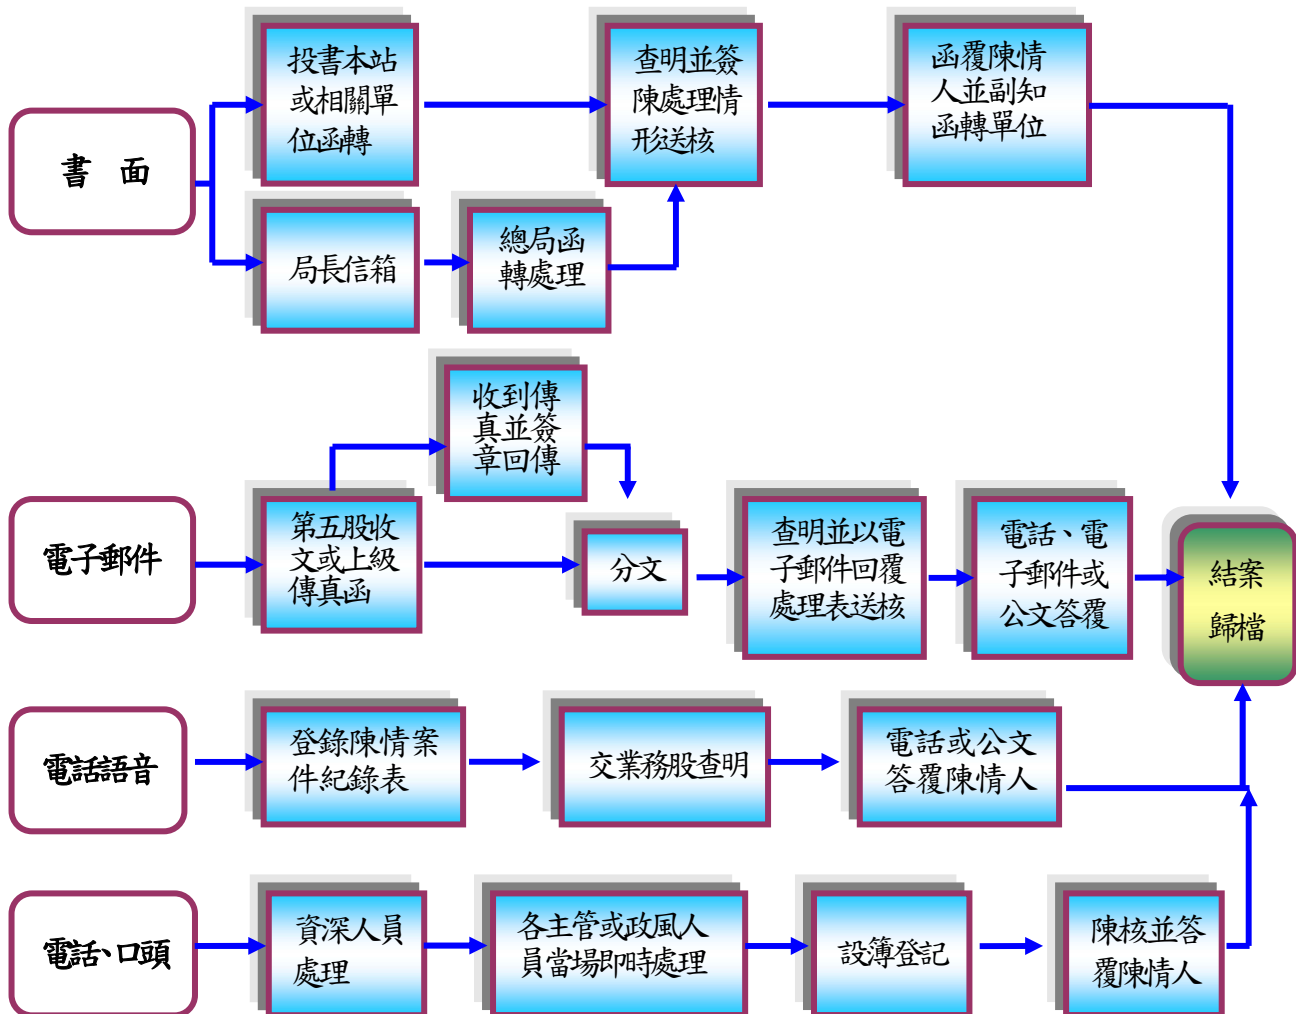 書　面
投書本站
或相關單
位函轉
查明並簽
陳處理情
形送核
函覆陳情
人並副知
函轉單位
局長信箱
總局函
轉處理
電子郵件
第五股收
文或上級
傳真函
收到傳
真並簽
章回傳
分文
查明並以電
子郵件回覆
處理表送核
電話、電
子郵件或
公文答覆
結案
歸檔
電話語音
登錄陳情案
件紀錄表
交業務股查明
電話或公文
答覆陳情人
電話、口頭
資深人員
處理
各主管或政風人
員當場即時處理
設簿登記
陳核並答
覆陳情人